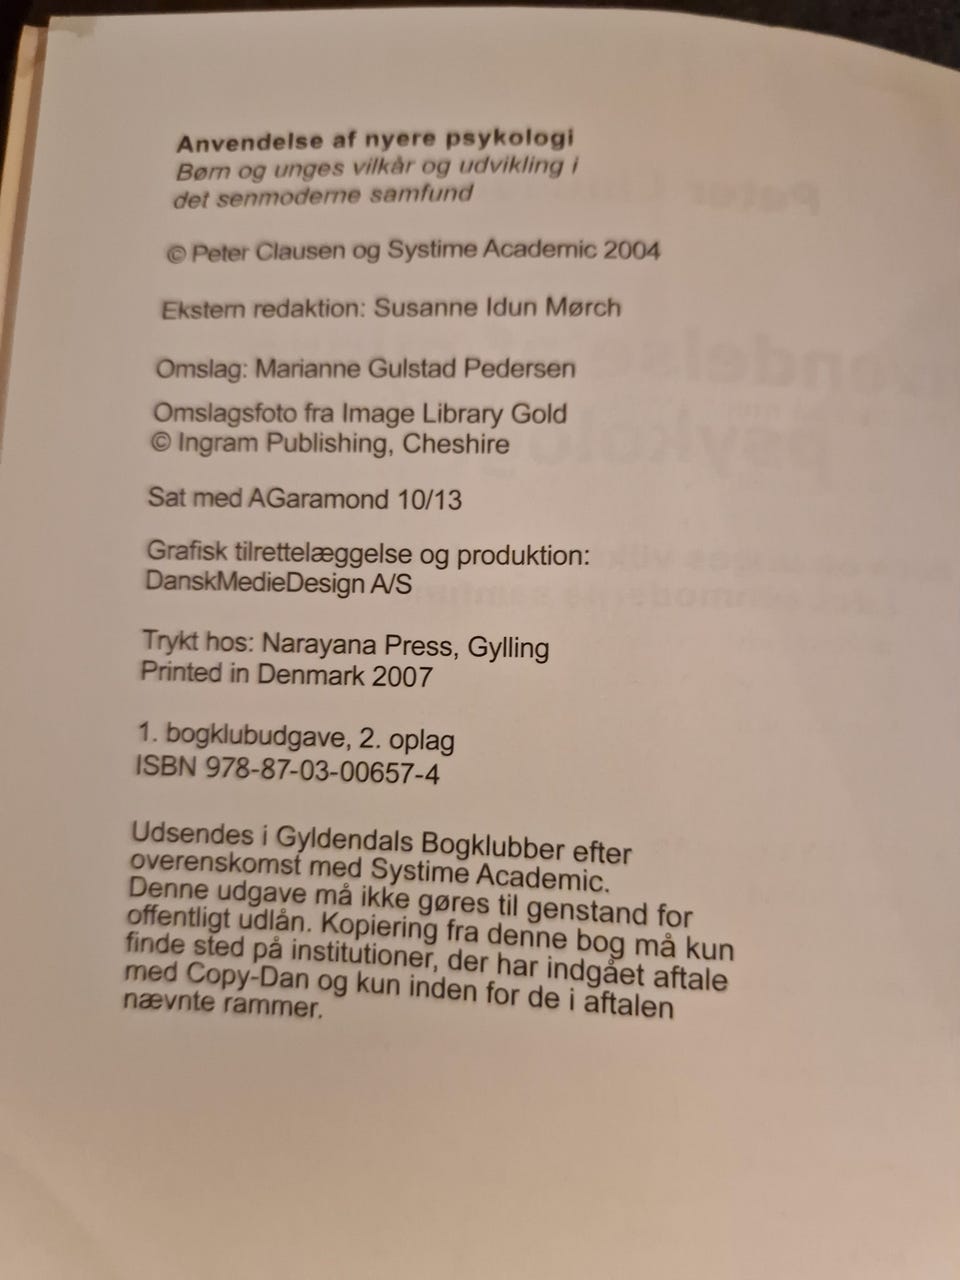 Anvendelse af nyere psykologi
Børn og unges vilkår og udvikling i
det senmoderne samfund
© Peter Clausen og Systime Academic 2004
Ekstern redaktion: Susanne Idun Mørch
Omslag: Marianne Gulstad Pedersen
Omslagsfoto fra Image Library Gold
© Ingram Publishing, Cheshire
Sat med AGaramond 10/13
Grafisk tilrettelæggelse og produktion:
DanskMedieDesign A/S
Trykt hos: Narayana Press, Gylling
Printed in Denmark 2007
1. bogklubudgave, 2. oplag
ISBN 978-87-03-00657-4
Udsendes i Gyldendals Bogklubber efter
overenskomst med Systime Academic.
Denne udgave må ikke gøres til genstand for
offentligt udlån. Kopiering fra denne bog må kun
finde sted på institutioner, der har indgået aftale
med Copy-Dan og kun inden for de i aftalen
nævnte rammer.